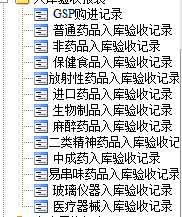 入库验收报表
GSP购进记录
普通药品入库验收记录
非药品入库验收记录
保健食品入库验收记录
放射性药品入库验收记录
进口药品入库验收记录
生物制品入库验收记录
麻醉药品入库验收记录
二类精神药品入库验收记
中成药入库验收记录
易串味药品入库验收记录
玻璃仪器入库验收记录
医疗器械入库验收记录